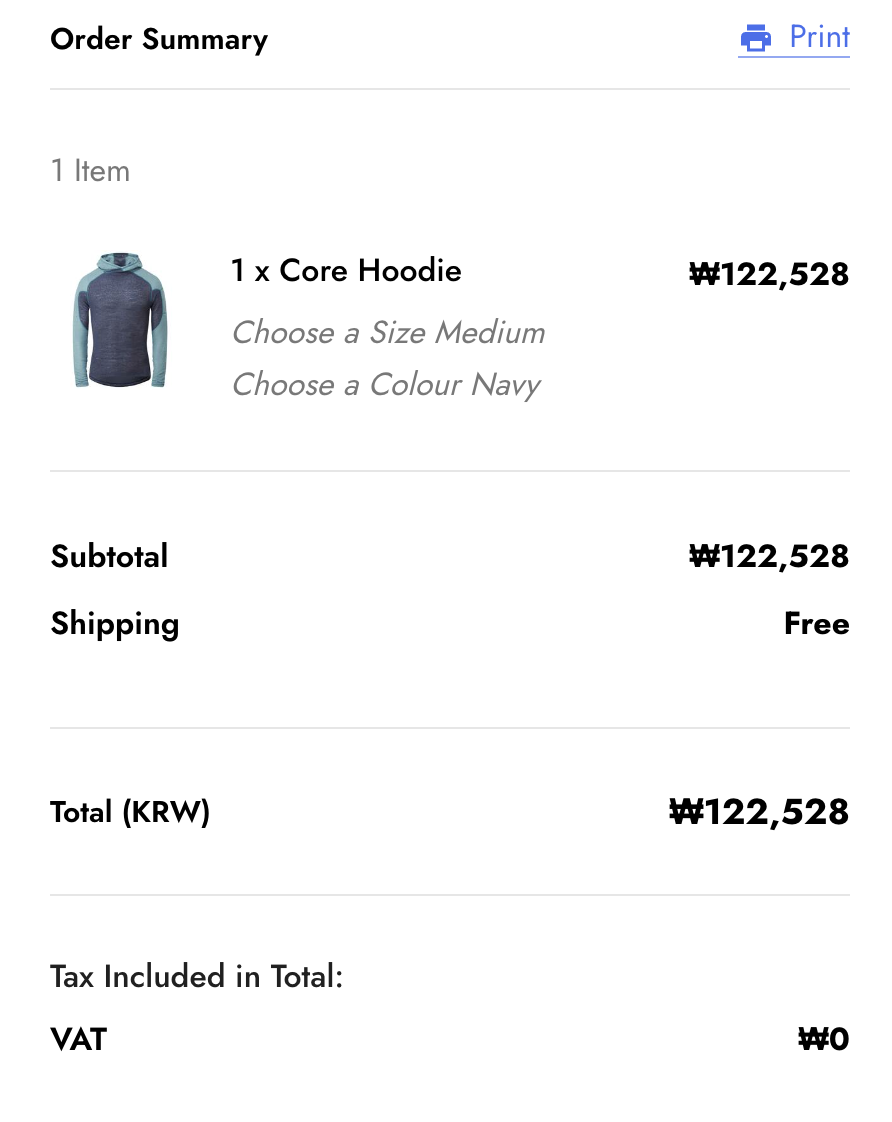 Order Summary
Print
1 Item
1 x Core Hoodie
₩122,528
Choose a Size Medium
Choose a Colour Navy
Subtotal
₩122,528
Shipping
Free
Total (KRW)
₩122,528
Tax Included in Total:
VAT
₩0